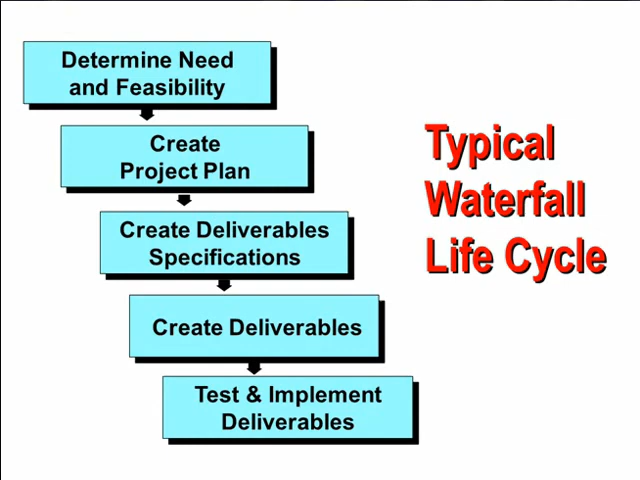 Determine Need
and Feasibility
Create
Project Plan
Create Deliverables
Specifications
Create Deliverables
Test & Implement
Deliverables
Typical
Waterfall
Life Cycle